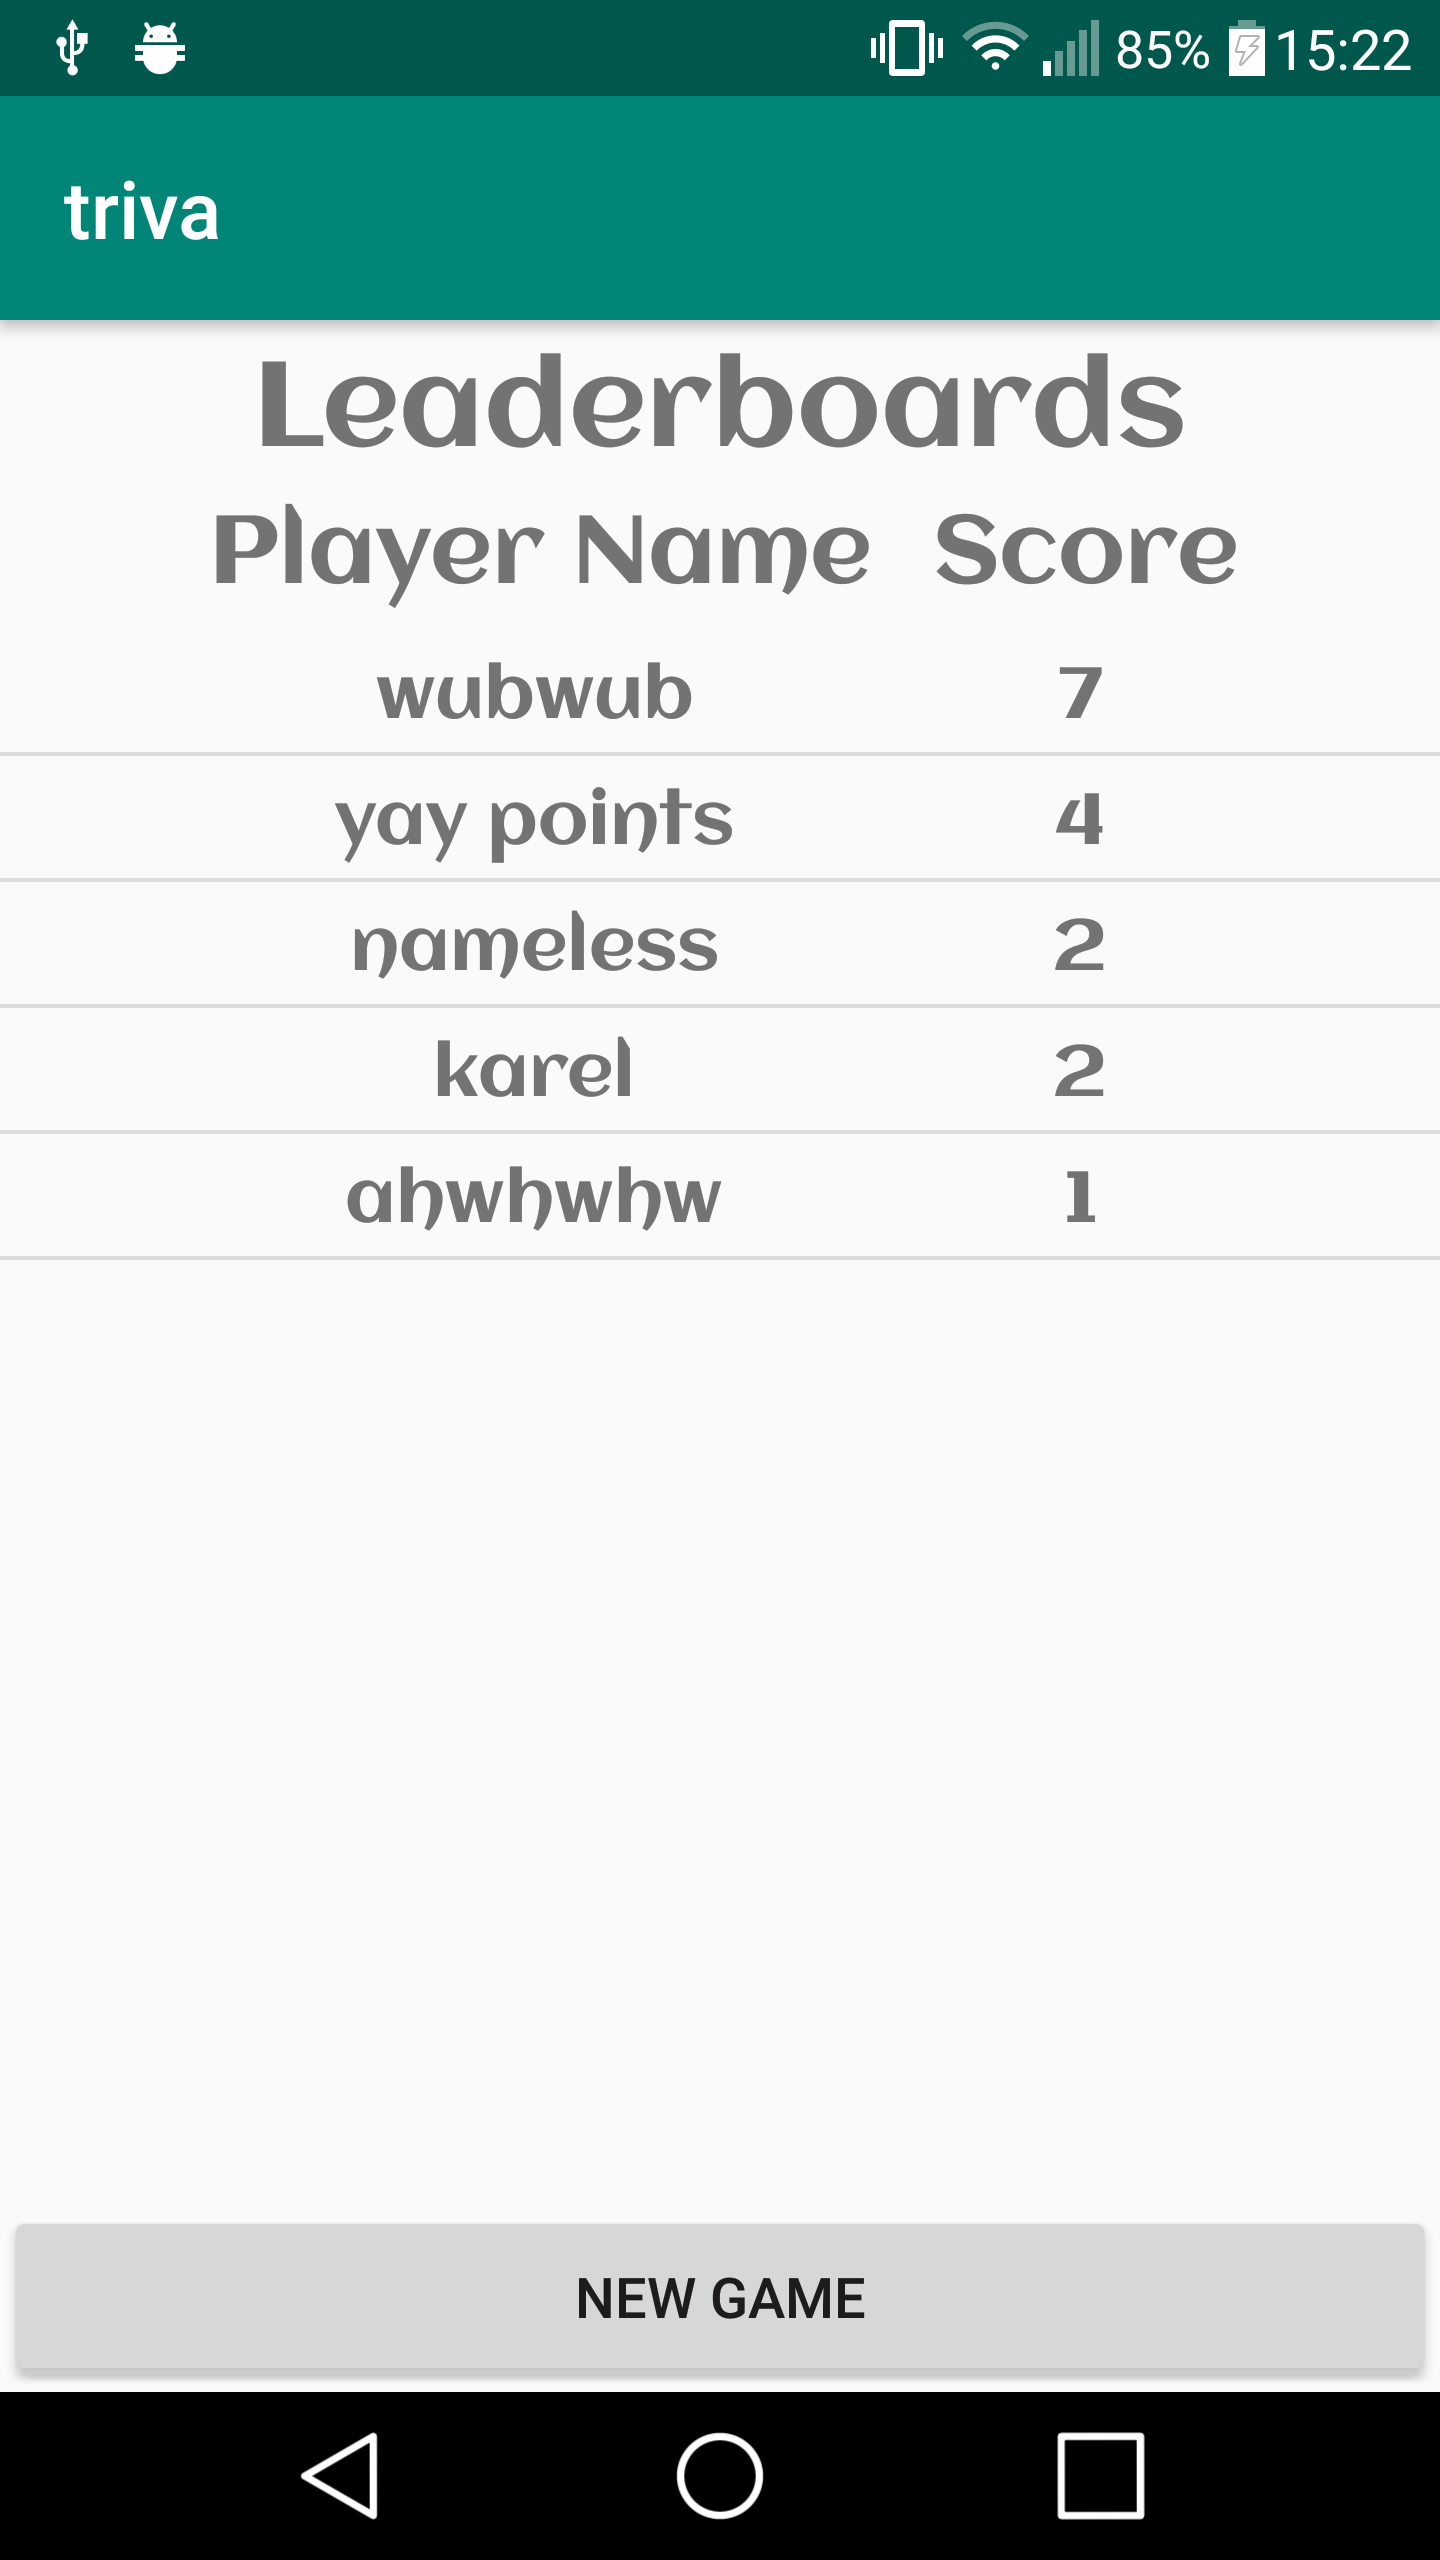 85% 15:22
triva
Leaderboards
Player Name Score
wubwub 7
yay points 4
nameless 2
karel 2
ahwhwhw 1
NEW GAME